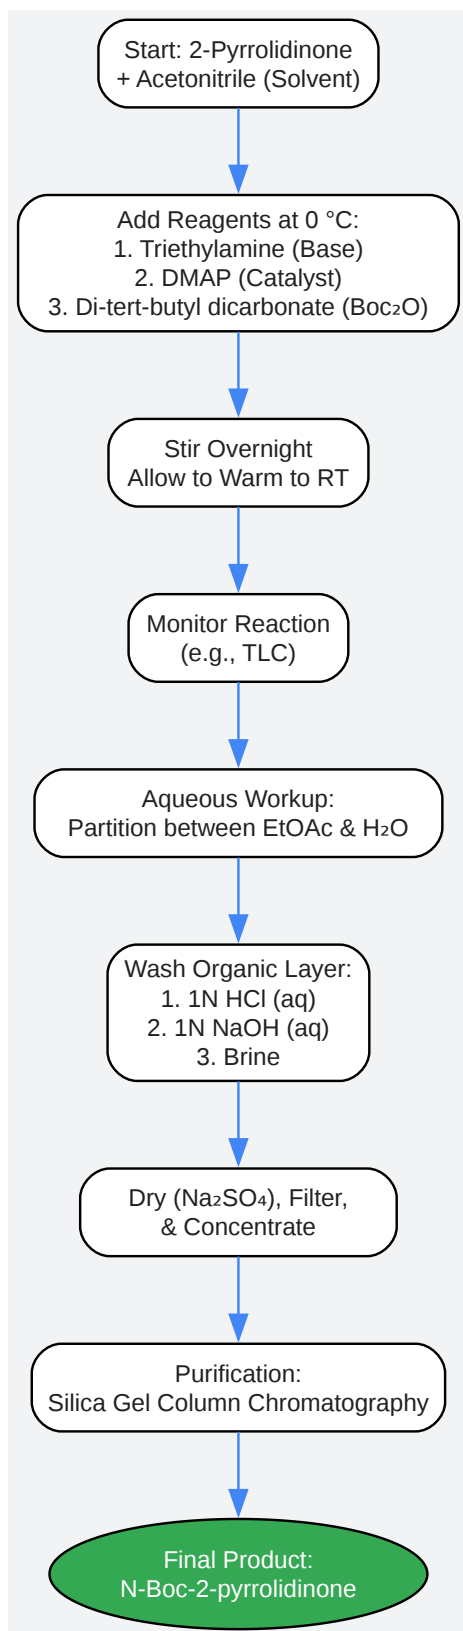 Start: 2-Pyrrolidinone
+ Acetonitrile (Solvent)
Add Reagents at 0 °C:
1. Triethylamine (Base)
2. DMAP (Catalyst)
3. Di-tert-butyl dicarbonate (Boc₂O)
Stir Overnight
Allow to Warm to RT
Monitor Reaction
(e.g., TLC)
Aqueous Workup:
Partition between EtOAc & H₂O
Wash Organic Layer:
1. 1N HCl (aq)
2. 1N NaOH (aq)
3. Brine
Dry (Na₂SO₄), Filter,
& Concentrate
Purification:
Silica Gel Column Chromatography
Final Product:
N-Boc-2-pyrrolidinone